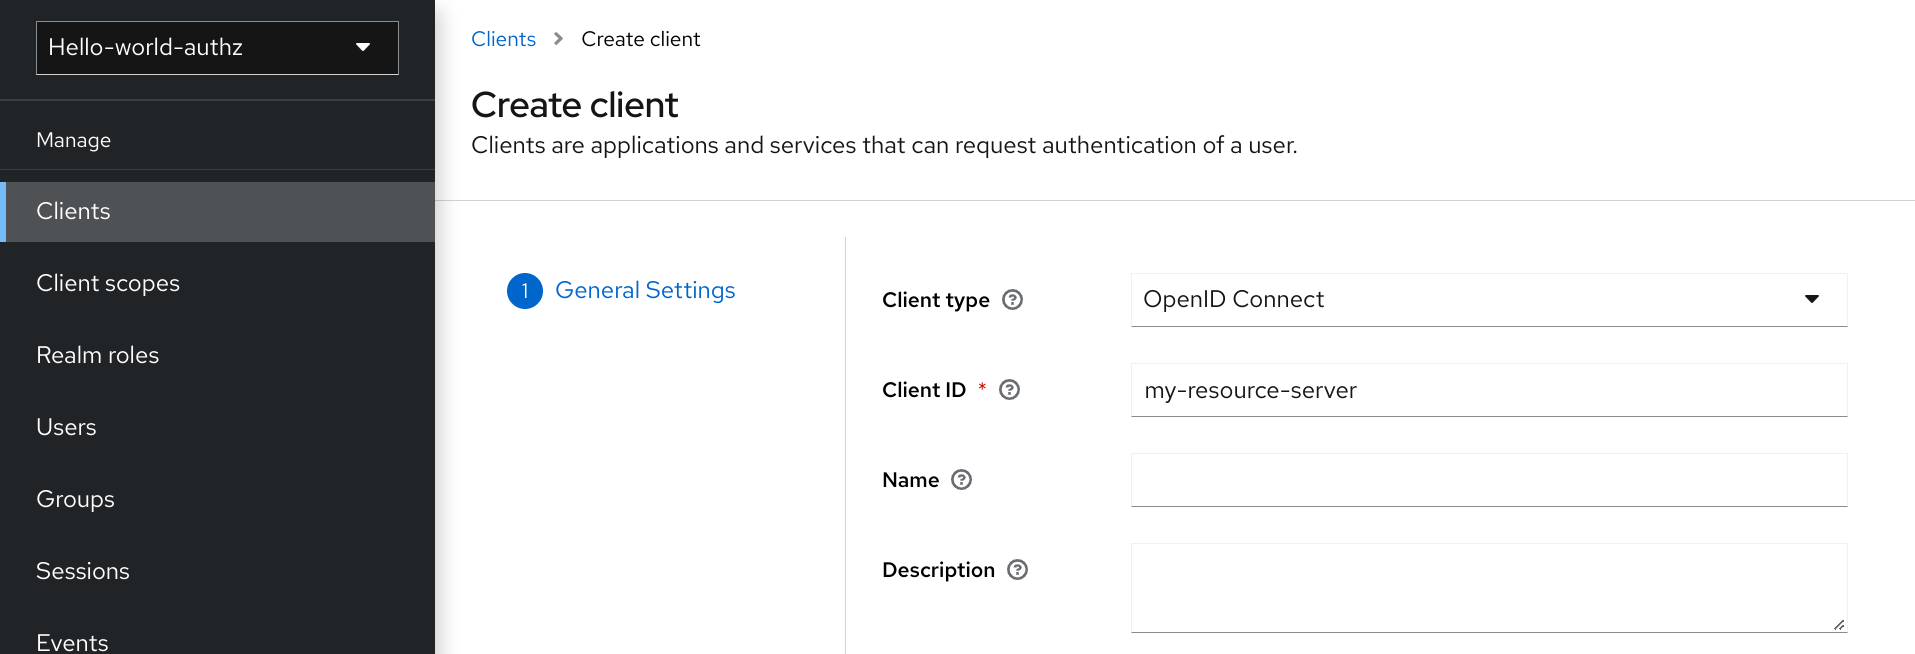 Hello-world-authz
Manage
Clients
Client scopes
Realm roles
Users
Groups
Sessions
Events
Clients > Create client
Create client
Clients are applications and services that can request authentication of a user.
1 General Settings
Client type ?
OpenID Connect
Client ID * ?
my-resource-server
Name ?
Description ?